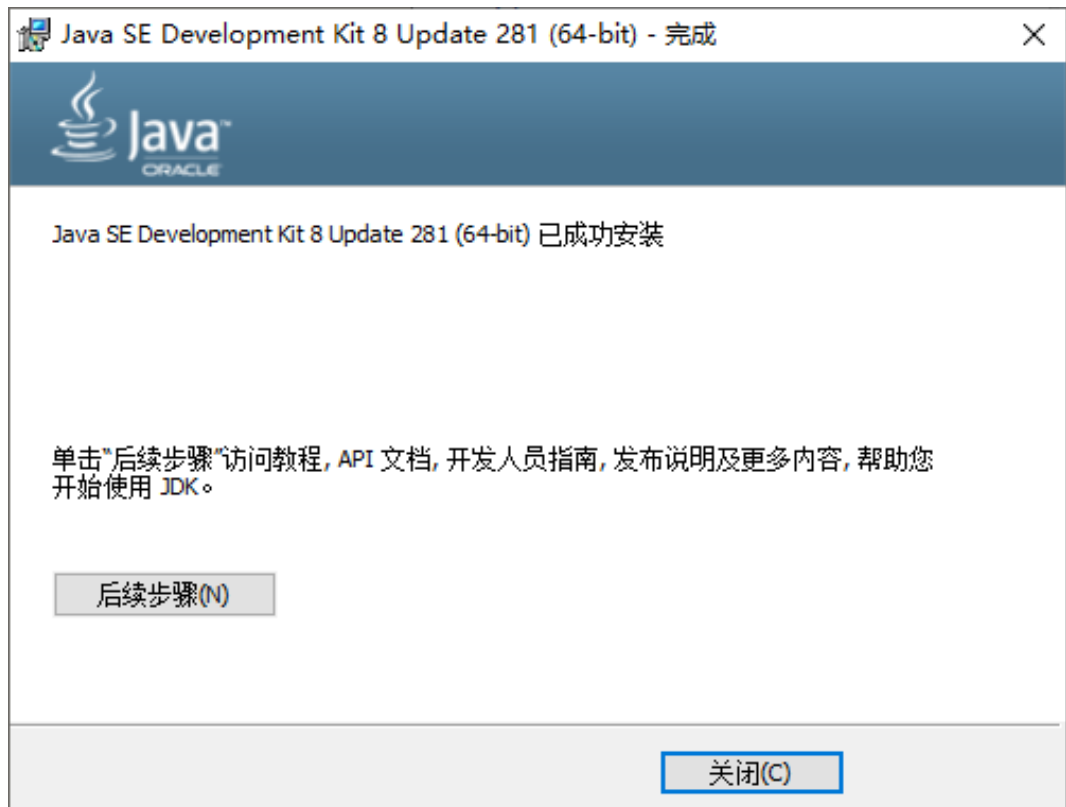 Java SE Development Kit 8 Update 281 (64-bit) - 完成
Java™
ORACLE
Java SE Development Kit 8 Update 281 (64-bit) 已成功安装
单击"后续步骤"访问教程, API 文档, 开发人员指南, 发布说明及更多内容, 帮助您
开始使用 JDK。
后续步骤(N)
关闭(C)